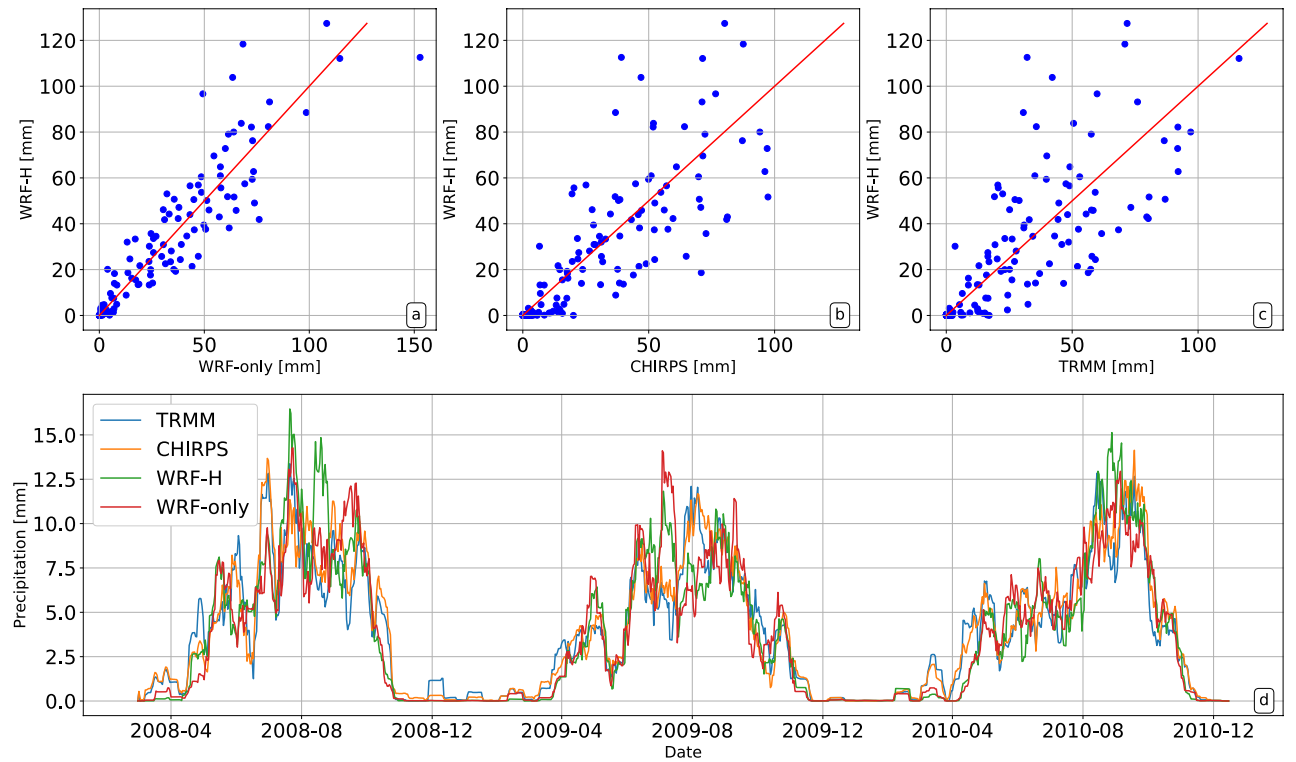 120
100
80
60
40
20
0
WRF-H [mm]
0
50
100
150
WRF-only [mm]
a
120
100
80
60
40
20
0
WRF-H [mm]
0
50
100
CHIRPS [mm]
b
120
100
80
60
40
20
0
WRF-H [mm]
0
50
100
TRMM [mm]
c
TRMM
CHIRPS
WRF-H
WRF-only
15.0
12.5
10.0
7.5
5.0
2.5
0.0
Precipitation [mm]
d
2008-04
2008-08
2008-12
2009-04
2009-08
2009-12
2010-04
2010-08
2010-12
Date